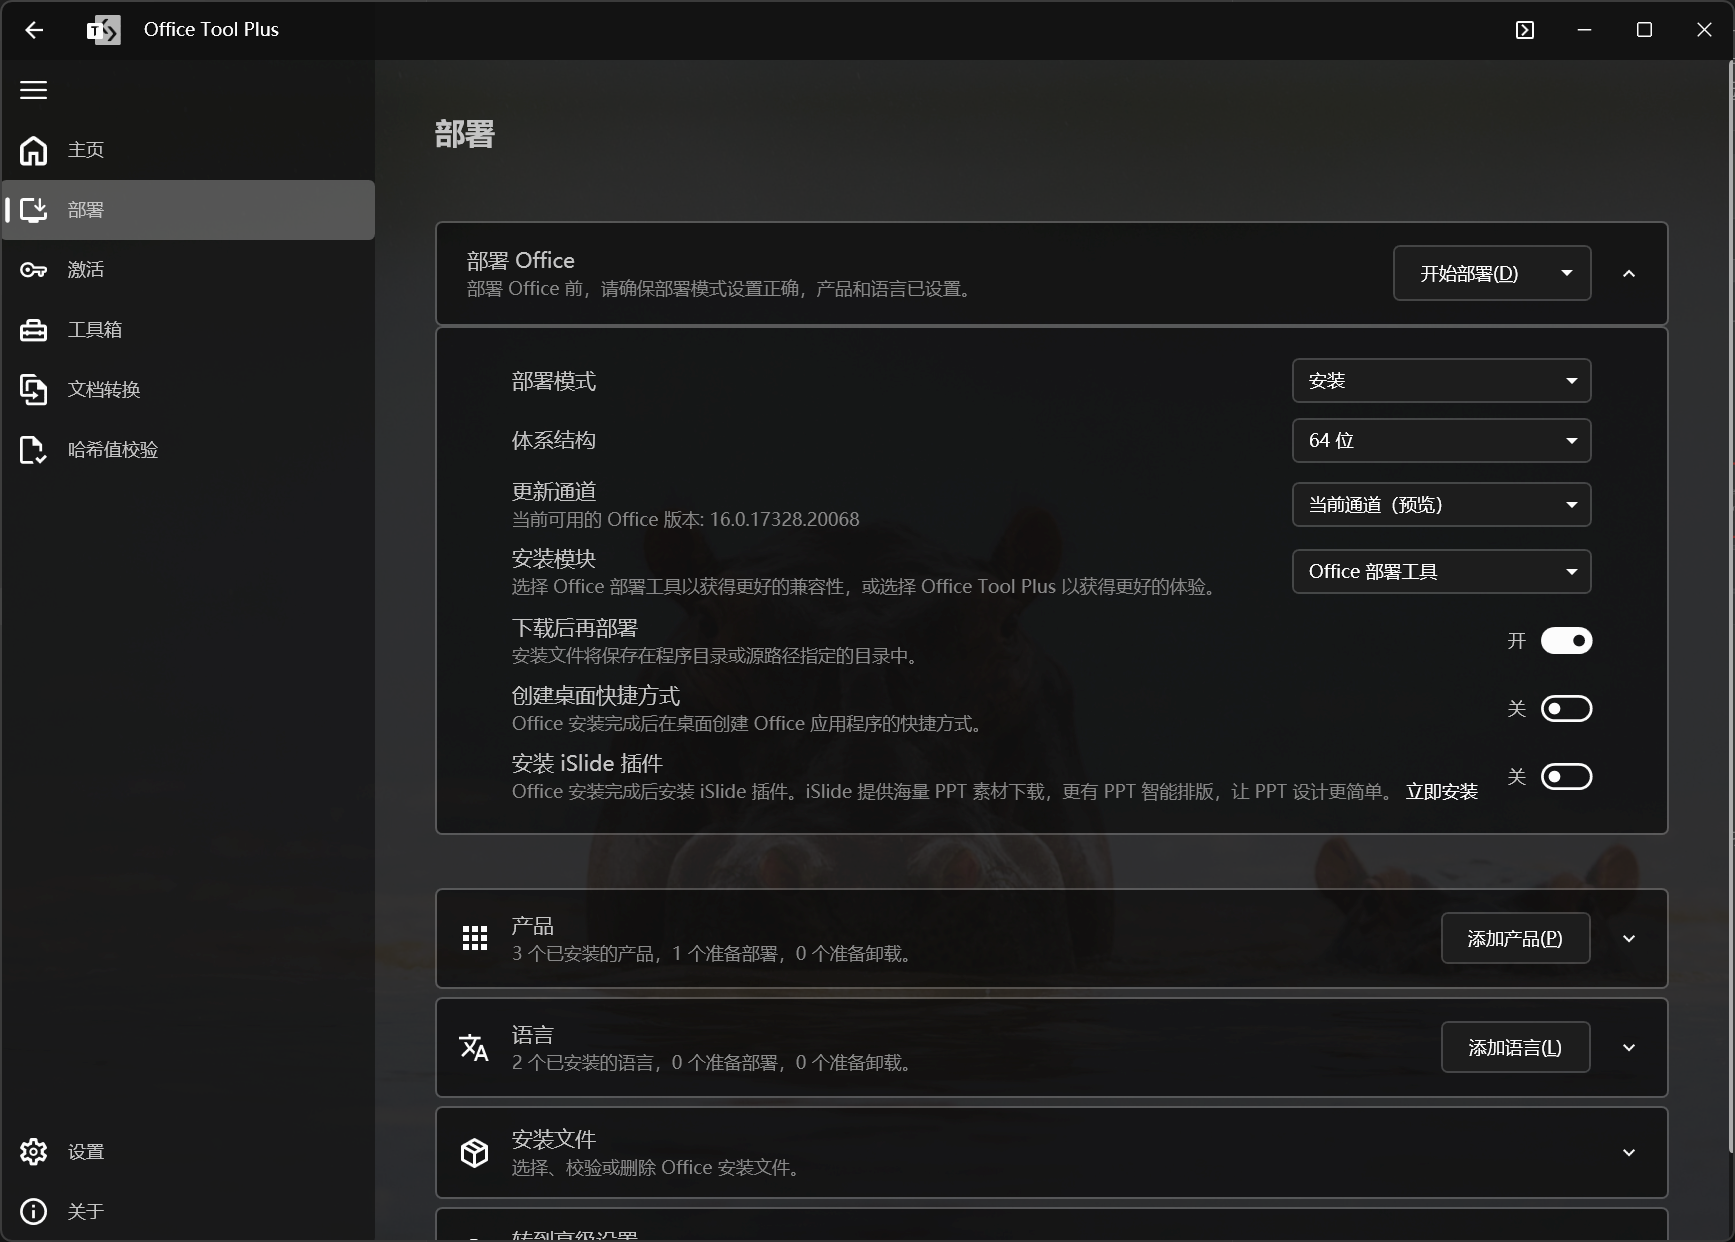 Office Tool Plus
主页
部署
激活
工具箱
文档转换
哈希值校验
设置
关于
部署
部署 Office
部署 Office 前，请确保部署模式设置正确，产品和语言已设置。
开始部署(D)
部署模式
安装
体系结构
64 位
更新通道
当前可用的 Office 版本: 16.0.17328.20068
当前通道（预览）
安装模块
选择 Office 部署工具以获得更好的兼容性，或选择 Office Tool Plus 以获得更好的体验。
Office 部署工具
下载后再部署
安装文件将保存在程序目录或源路径指定的目录中。
开
创建桌面快捷方式
Office 安装完成后在桌面创建 Office 应用程序的快捷方式。
关
安装 iSlide 插件
Office 安装完成后安装 iSlide 插件。iSlide 提供海量 PPT 素材下载，更有 PPT 智能排版，让 PPT 设计更简单。 立即安装
关
产品
3 个已安装的产品，1 个准备部署，0 个准备卸载。
添加产品(P)
语言
2 个已安装的语言，0 个准备部署，0 个准备卸载。
添加语言(L)
安装文件
选择、校验或删除 Office 安装文件。
转到高级设置